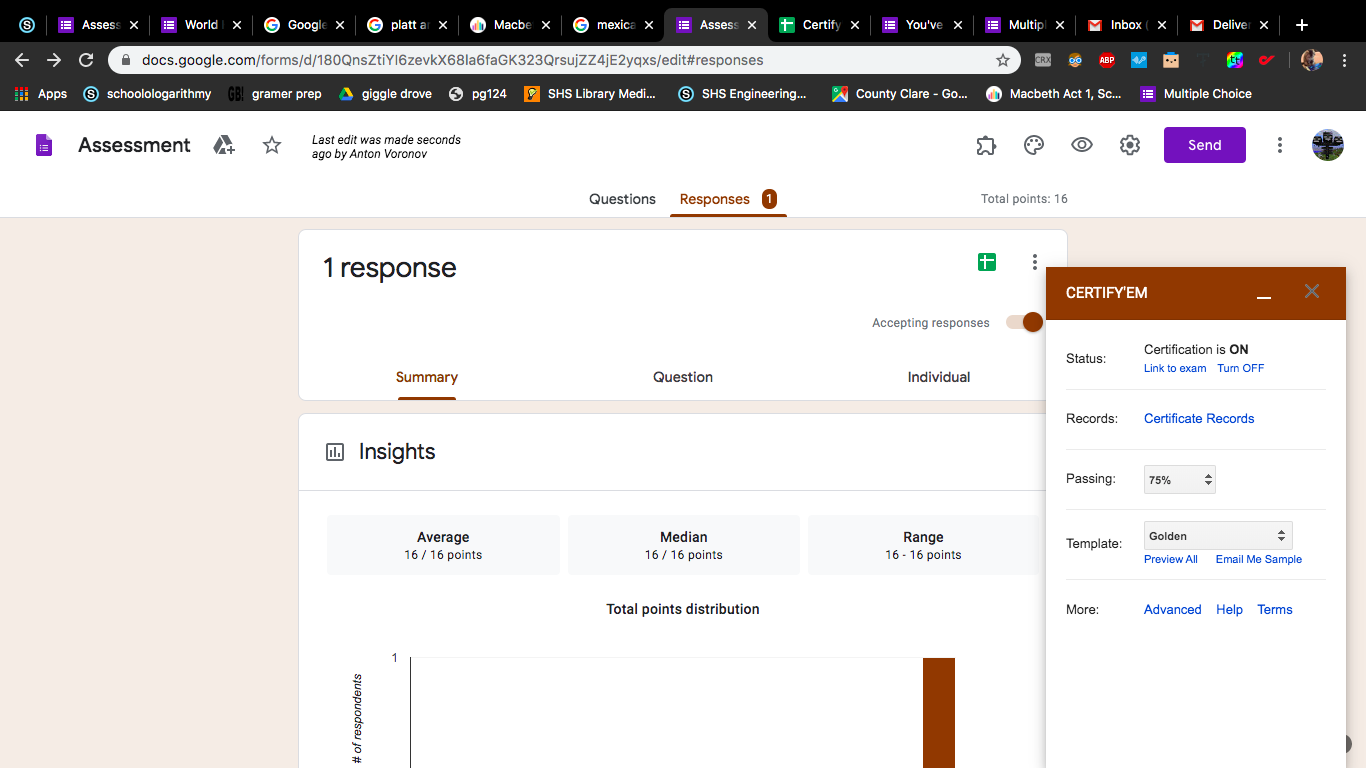 Assess
World
Google
platt ar
Macbe
mexica
Assess
Certify
You've
Multip
Inbox (
Deliver
docs.google.com/forms/d/180QnsZtiYl6zevkX68la6faGK323QrsujZZ4jE2yqxs/edit#responses
CRX
ABP
Apps
schoolologarithmy
GB!
gramer prep
giggle drove
pg124
SHS Library Medi...
SHS Engineering...
County Clare - Go...
Macbeth Act 1, Sc...
Multiple Choice
Assessment
Last edit was made seconds
ago by Anton Voronov
Send
Questions
Responses 1
Total points: 16
1 response
Accepting responses
Summary
Question
Individual
Insights
Average
16 / 16 points
Median
16 / 16 points
Range
16 - 16 points
Total points distribution
1
# of respondents
CERTIFY'EM
Status:
Certification is ON
Link to exam Turn OFF
Records:
Certificate Records
Passing:
75%
Template:
Golden
Preview All Email Me Sample
More:
Advanced Help Terms